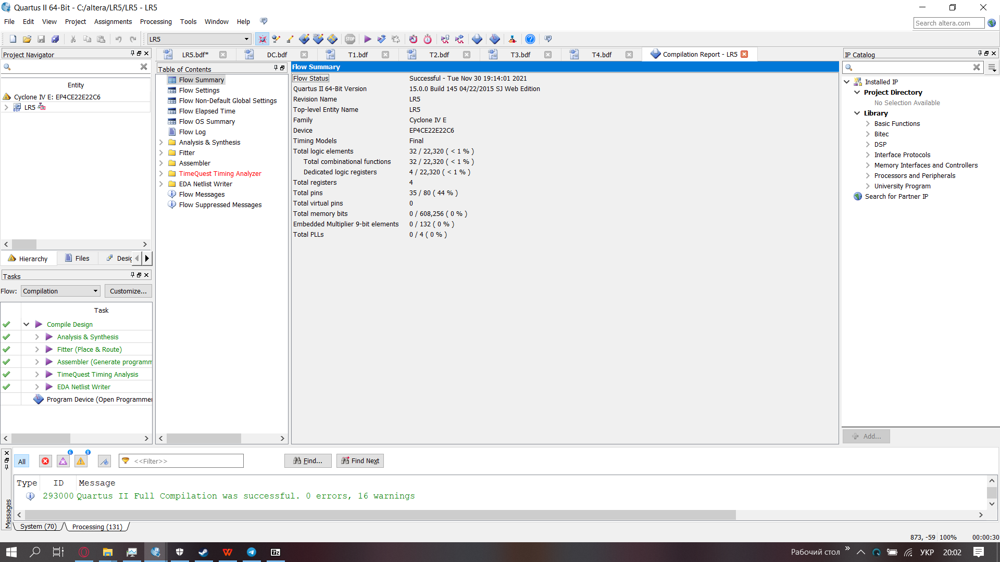 Quartus II 64-Bit - C:/altera/LR5/LR5 - LR5
File Edit View Project Assignments Processing Tools Window Help
Search altera.com
LR5
Project Navigator
Entity
Cyclone IV E: EP4CE22E22C6
LR5
Hierarchy Files Desig
Tasks
Flow: Compilation Customize...
Task
Compile Design
Analysis & Synthesis
Fitter (Place & Route)
Assembler (Generate programm
TimeQuest Timing Analysis
EDA Netlist Writer
Program Device (Open Programmer
LR5.bdf* DC.bdf T1.bdf T2.bdf T3.bdf T4.bdf Compilation Report - LR5
Table of Contents
Flow Summary
Flow Settings
Flow Non-Default Global Settings
Flow Elapsed Time
Flow OS Summary
Flow Log
Analysis & Synthesis
Fitter
Assembler
TimeQuest Timing Analyzer
EDA Netlist Writer
Flow Messages
Flow Suppressed Messages
Flow Summary
Flow Status Successful - Tue Nov 30 19:14:01 2021
Quartus II 64-Bit Version 15.0.0 Build 145 04/22/2015 SJ Web Edition
Revision Name LR5
Top-level Entity Name LR5
Family Cyclone IV E
Device EP4CE22E22C6
Timing Models Final
Total logic elements 32 / 22,320 ( < 1 % )
Total combinational functions 32 / 22,320 ( < 1 % )
Dedicated logic registers 4 / 22,320 ( < 1 % )
Total registers 4
Total pins 35 / 80 ( 44 % )
Total virtual pins 0
Total memory bits 0 / 608,256 ( 0 % )
Embedded Multiplier 9-bit elements 0 / 132 ( 0 % )
Total PLLs 0 / 4 ( 0 % )
IP Catalog
Installed IP
Project Directory
No Selection Available
Library
Basic Functions
Bitec
DSP
Interface Protocols
Memory Interfaces and Controllers
Processors and Peripherals
University Program
Search for Partner IP
Add...
All 6 8 <<Filter>> Find... Find Next
Type ID Message
293000 Quartus II Full Compilation was successful. 0 errors, 16 warnings
Messages
System (70) Processing (131)
873, -59 100% 00:00:30
Рабочий стол » УКР 20:02